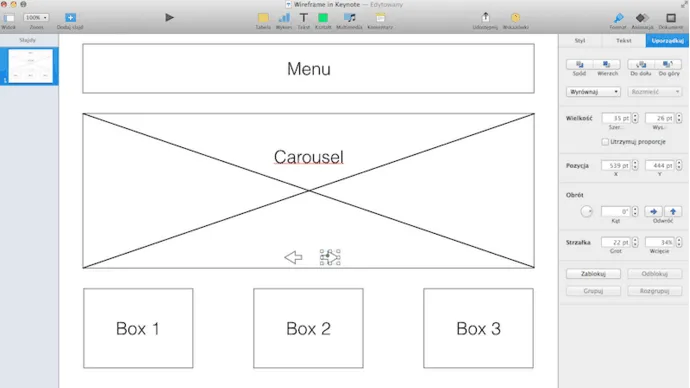 Wireframe in Keynote — Edytowany
100%
Widok
Zoom
Dodaj slajd
Tabela
Wykres
Tekst
Kształt
Multimedia
Komentarz
Udostępnij
Wskazówki
Format
Animacja
Dokument
Slajdy
1
Menu
Carousel
Box 1
Box 2
Box 3
Styl
Tekst
Uporządkuj
Spód
Wierzch
Do dołu
Do góry
Wyrównaj
Rozmieść
Wielkość
35 pt
26 pt
Szer.
Wys.
Utrzymuj proporcje
Pozycja
539 pt
444 pt
X
Y
Obrót
0°
Kąt
Odwróć
Strzałka
22 pt
34%
Grot
Wcięcie
Zablokuj
Odblokuj
Grupuj
Rozgrupuj